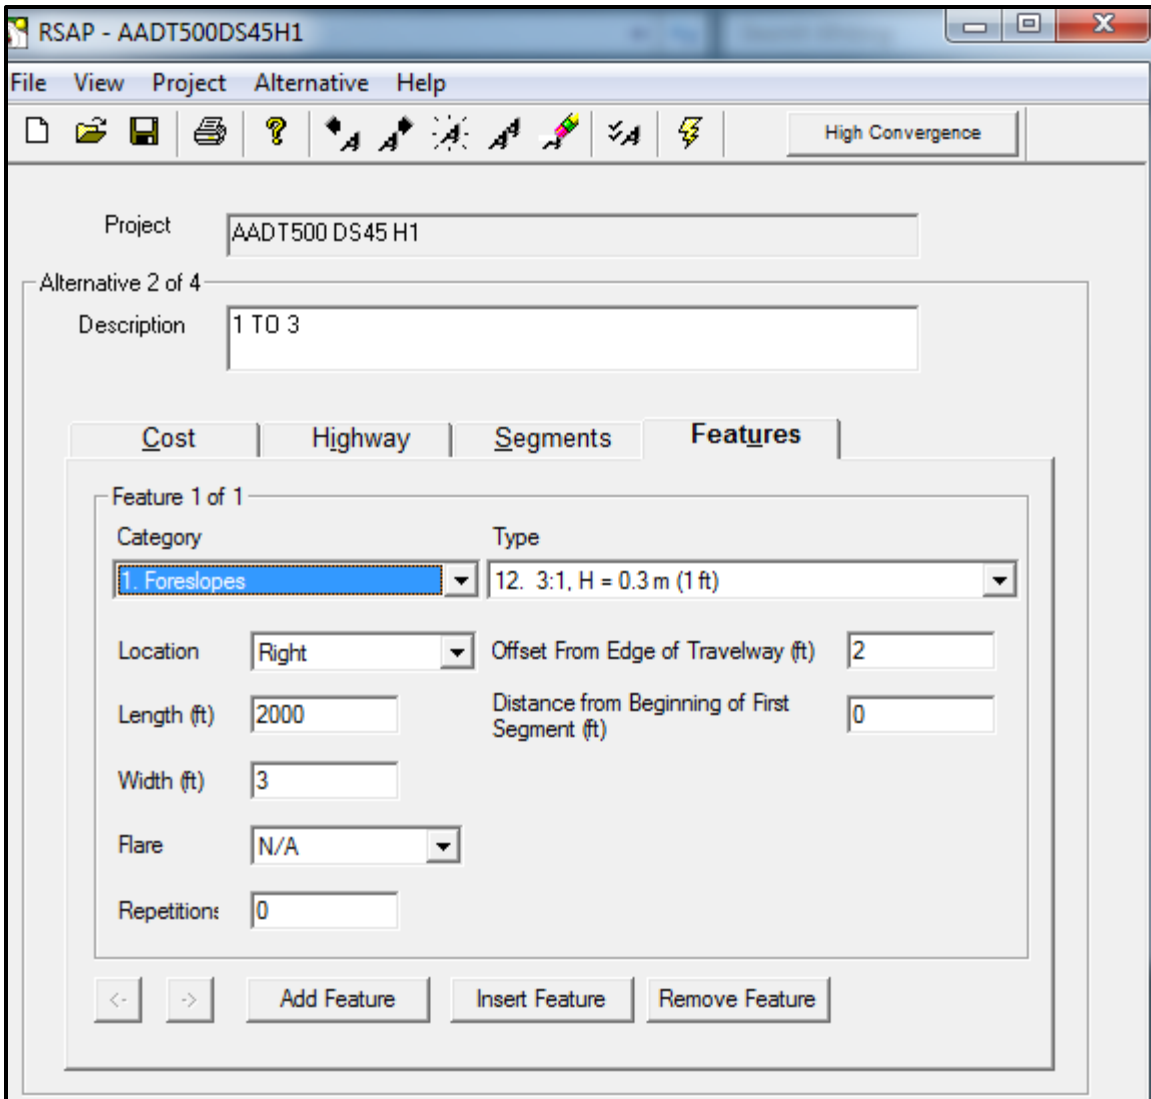 RSAP - AADT500DS45H1
File View Project Alternative Help
High Convergence
Project AADT500 DS45 H1
Alternative 2 of 4
Description 1 TO 3
Cost Highway Segments Features
Feature 1 of 1
Category Type
1. Foreslopes 12. 3:1, H = 0.3 m (1 ft)
Location Right Offset From Edge of Travelway (ft) 2
Length (ft) 2000 Distance from Beginning of First Segment (ft) 0
Width (ft) 3
Flare N/A
Repetitions 0
<- -> Add Feature Insert Feature Remove Feature